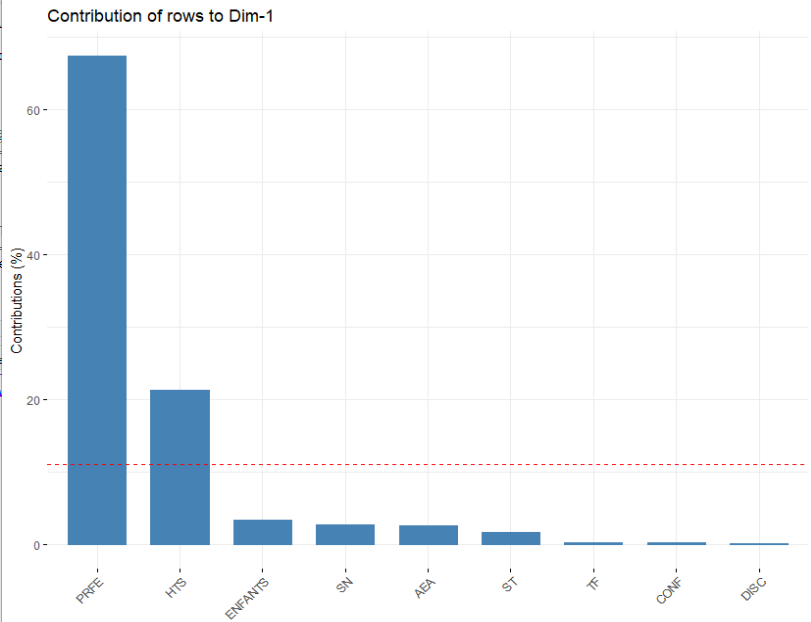 Contribution of rows to Dim-1
Contributions (%)
60
40
20
0
PRFE
HTS
ENFANTS
SN
AEA
ST
TF
CONF
DISC